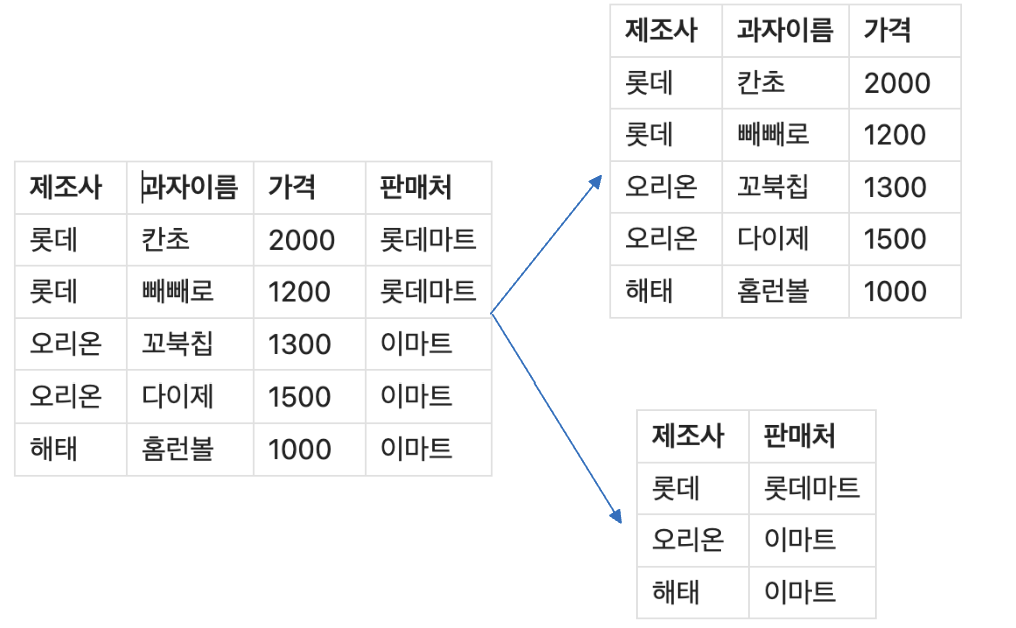 제조사 과자이름 가격 판매처
롯데 칸초 2000 롯데마트
롯데 빼빼로 1200 롯데마트
오리온 꼬북칩 1300 이마트
오리온 다이제 1500 이마트
해태 홈런볼 1000 이마트
제조사 과자이름 가격
롯데 칸초 2000
롯데 빼빼로 1200
오리온 꼬북칩 1300
오리온 다이제 1500
해태 홈런볼 1000
제조사 판매처
롯데 롯데마트
오리온 이마트
해태 이마트